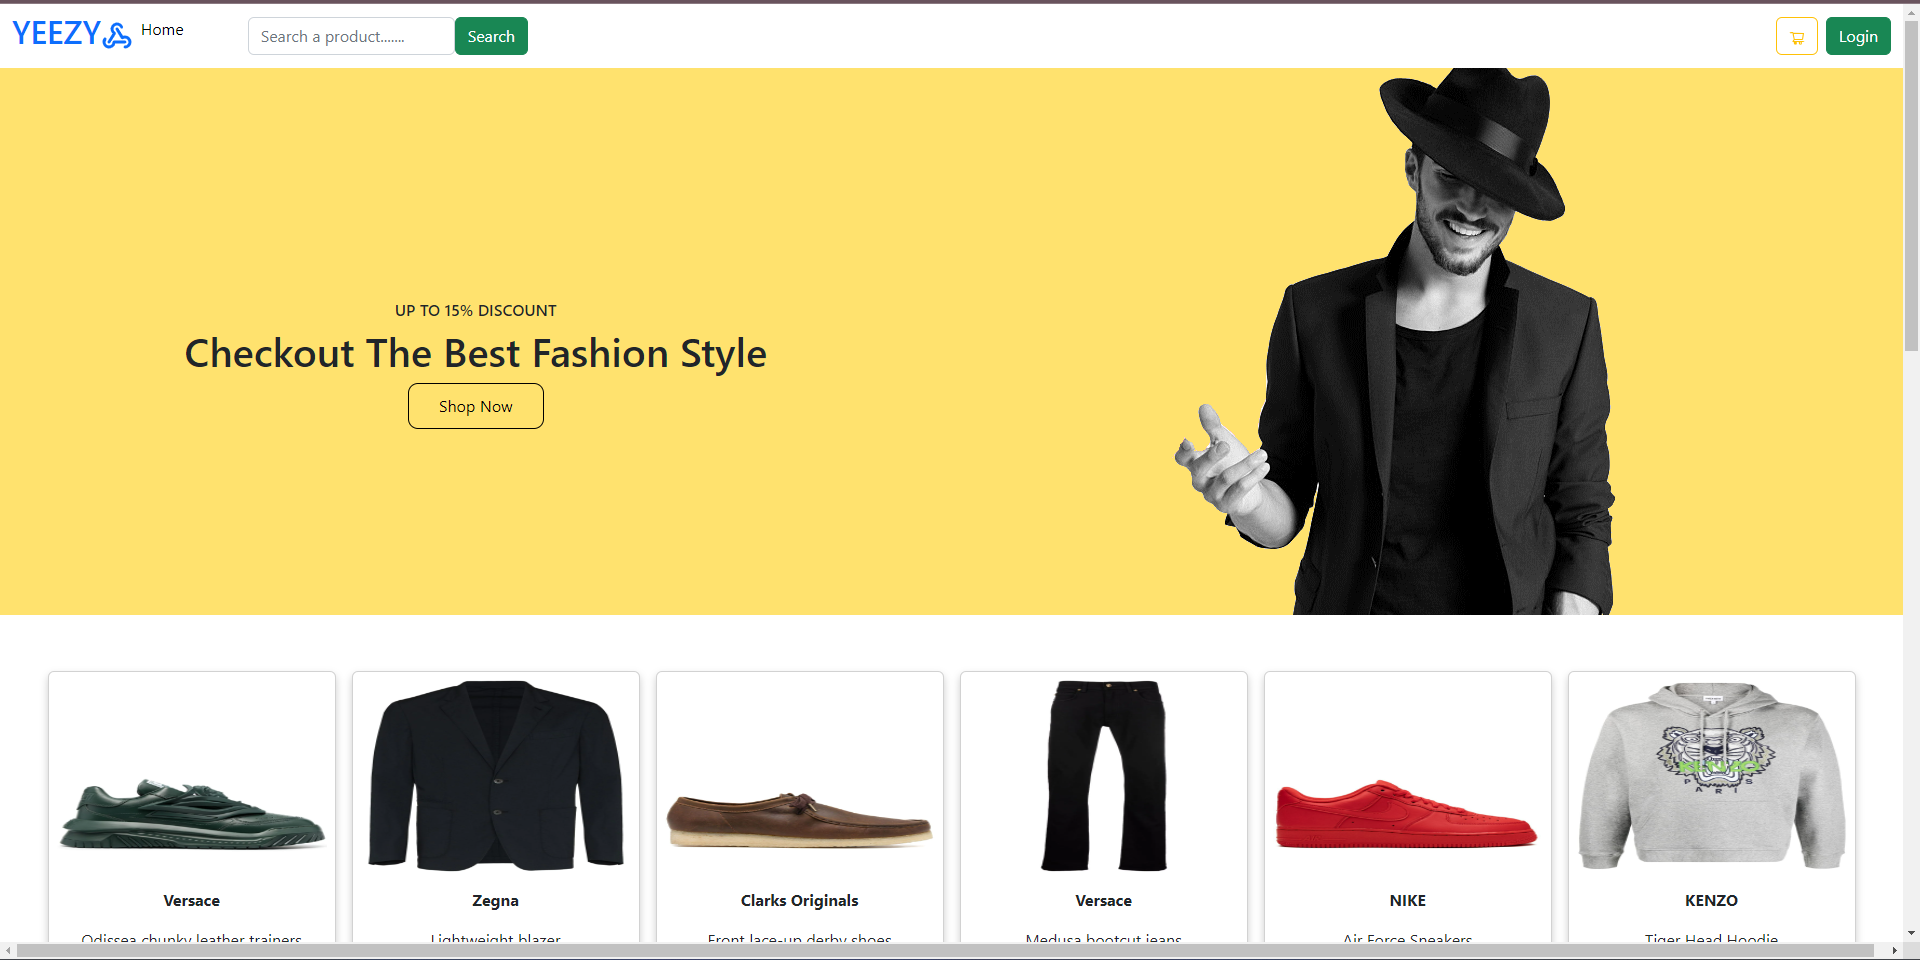 YEEZY
Home
Search a product.......
Search
Login
UP TO 15% DISCOUNT
Checkout The Best Fashion Style
Shop Now
KENZO
PARIS
Versace
Zegna
Clarks Originals
Versace
NIKE
KENZO
Odissea chunky leather trainers
Lightweight blazer
Front lace-up derby shoes
Medusa bootcut jeans
Air Force Sneakers
Tiger Head Hoodie